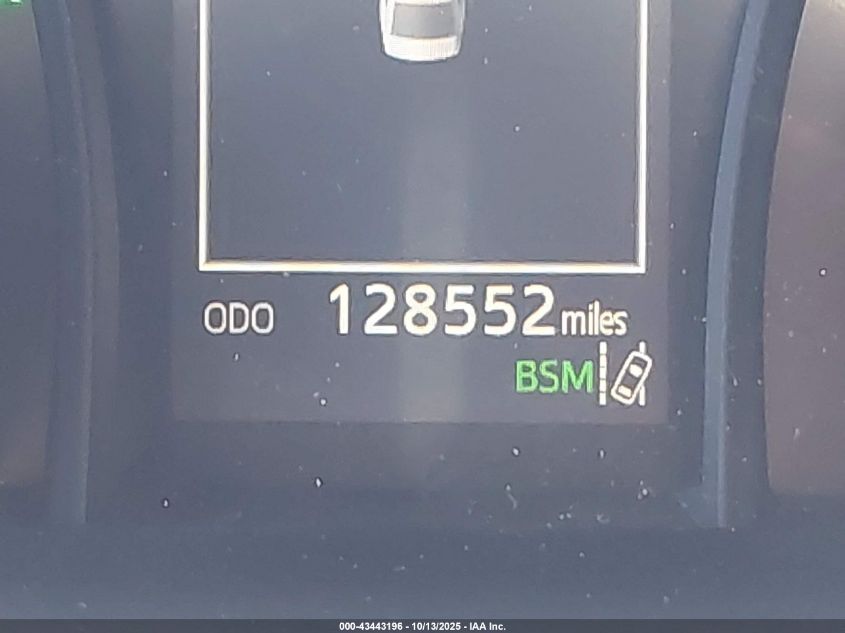 ODO 128552 miles
BSM
000-43443196 - 10/13/2025 - IAA Inc.